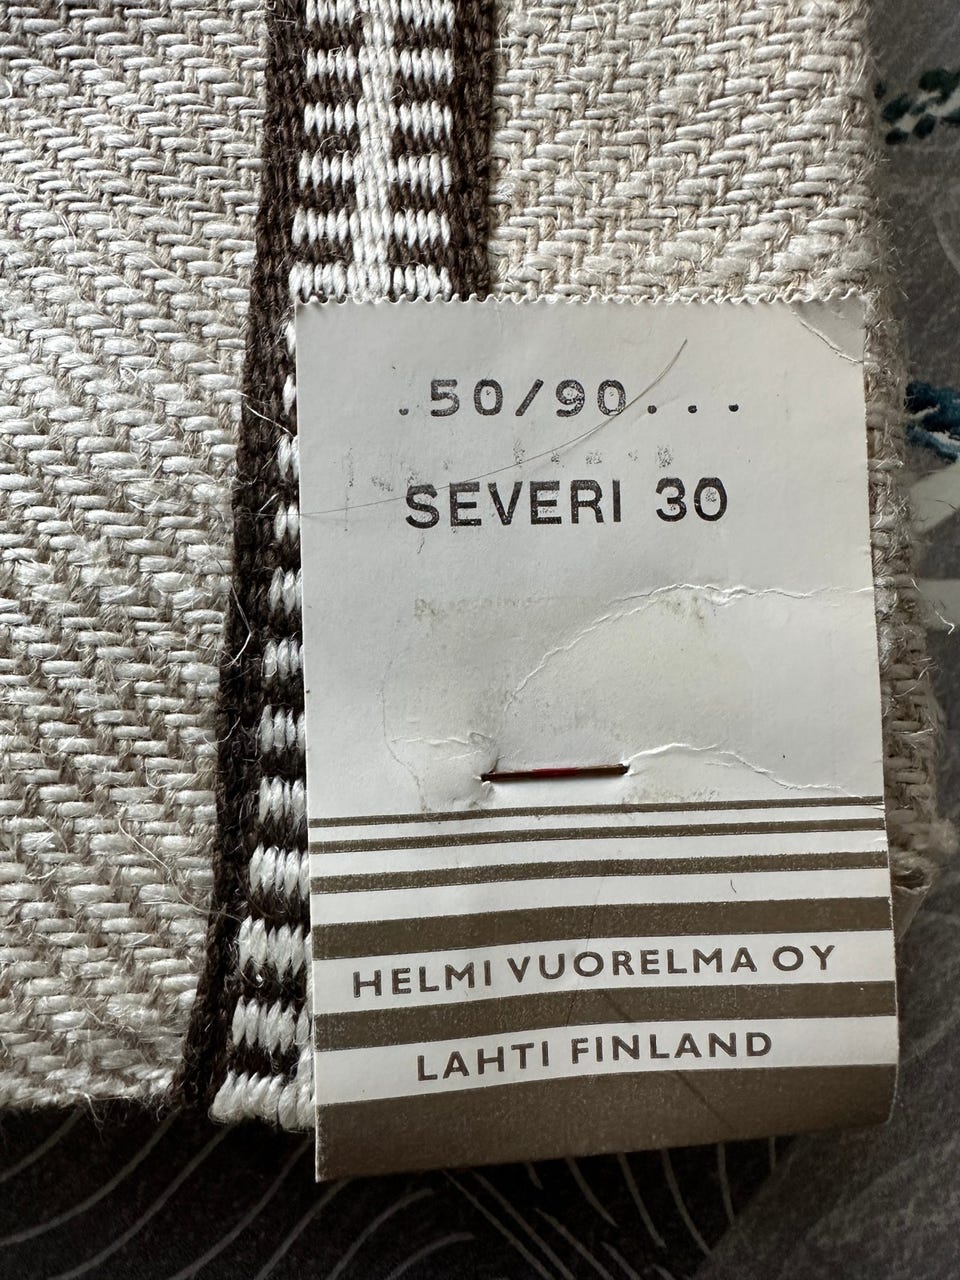 .50/90...
SEVERI 30
HELMI VUORELMA OY
LAHTI FINLAND